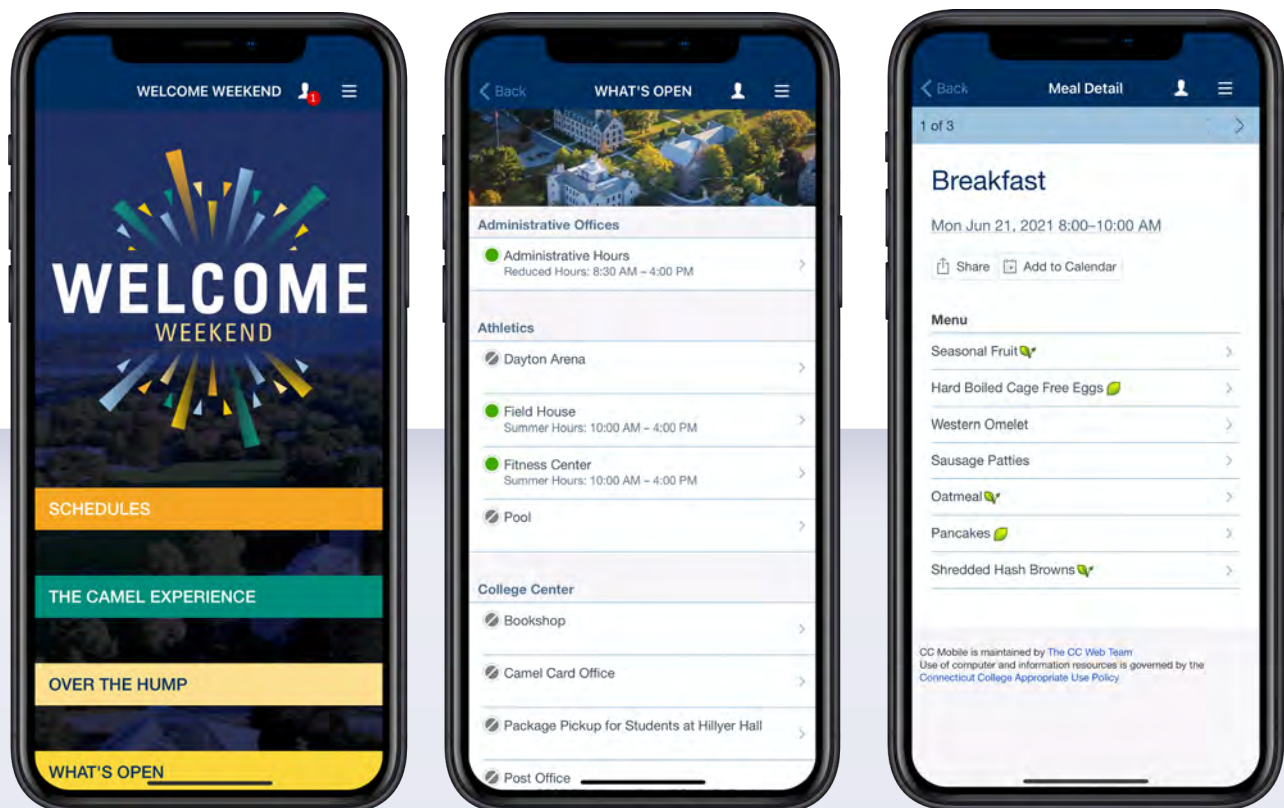 WELCOME WEEKEND
1
WELCOME
WEEKEND
SCHEDULES
THE CAMEL EXPERIENCE
OVER THE HUMP
WHAT'S OPEN
Back
WHAT'S OPEN
Administrative Offices
Administrative Hours
Reduced Hours: 8:30 AM – 4:00 PM
Athletics
Dayton Arena
Field House
Summer Hours: 10:00 AM – 4:00 PM
Fitness Center
Summer Hours: 10:00 AM – 4:00 PM
Pool
College Center
Bookshop
Camel Card Office
Package Pickup for Students at Hillyer Hall
Post Office
Back
Meal Detail
1 of 3
Breakfast
Mon Jun 21, 2021 8:00–10:00 AM
Share
Add to Calendar
Menu
Seasonal Fruit
Hard Boiled Cage Free Eggs
Western Omelet
Sausage Patties
Oatmeal
Pancakes
Shredded Hash Browns
CC Mobile is maintained by The CC Web Team
Use of computer and information resources is governed by the
Connecticut College Appropriate Use Policy